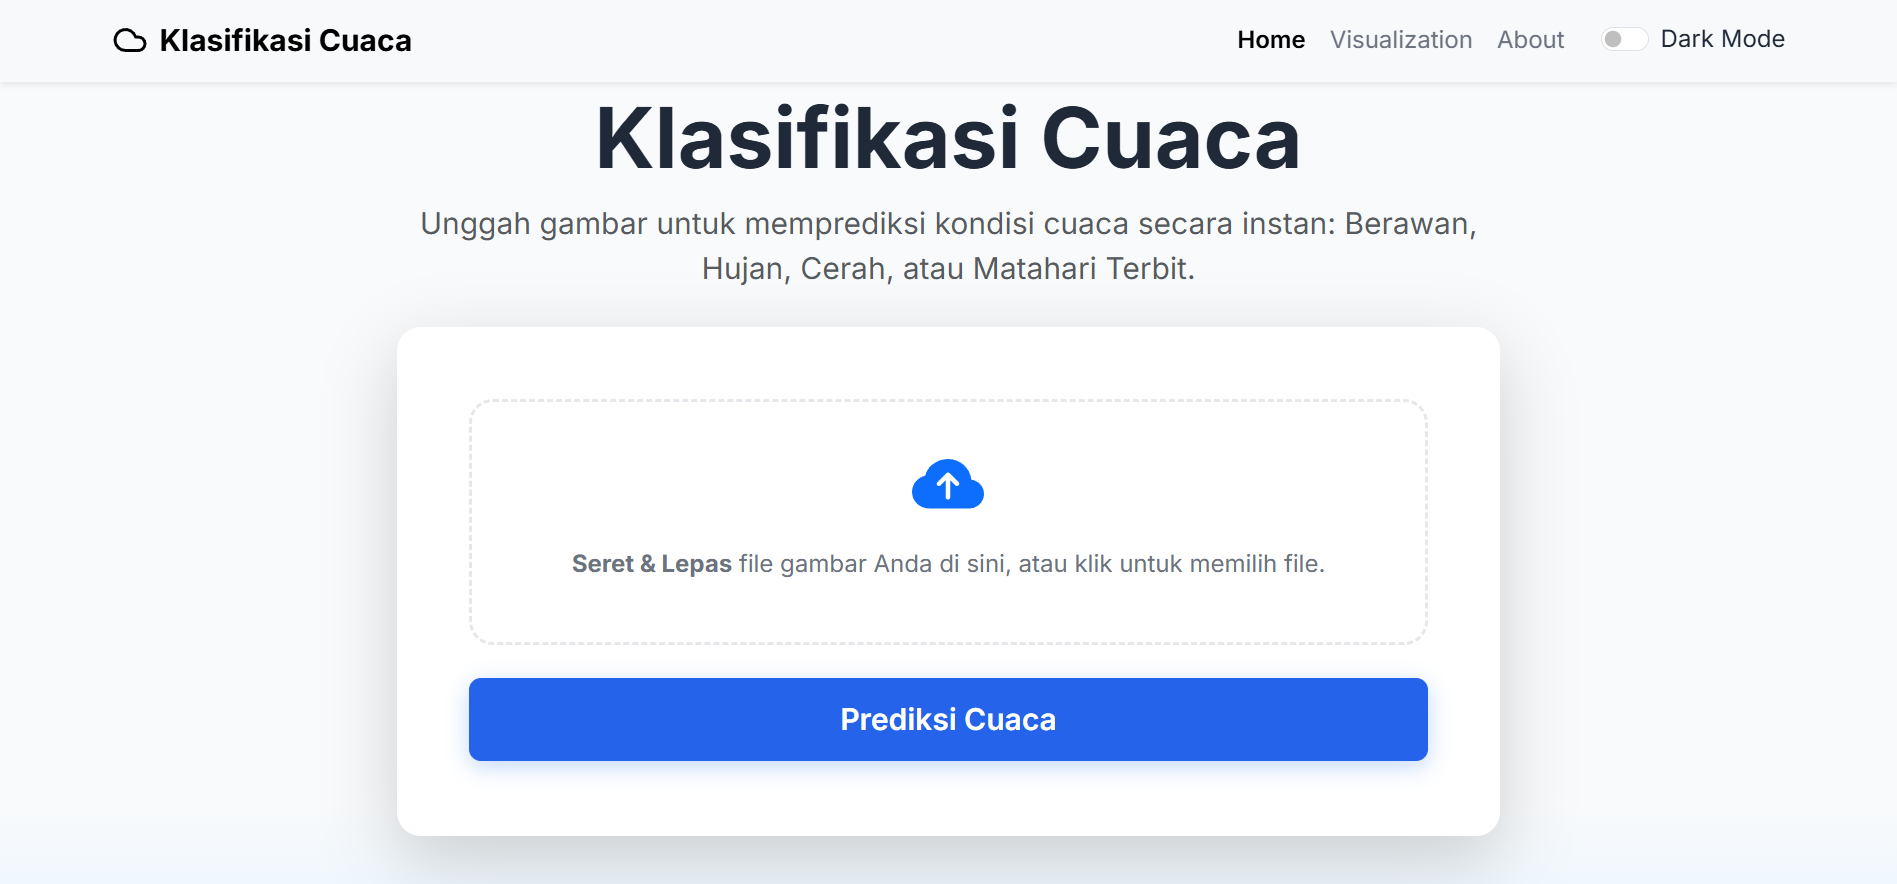 Klasifikasi Cuaca
Home
Visualization
About
Dark Mode
Klasifikasi Cuaca
Unggah gambar untuk memprediksi kondisi cuaca secara instan: Berawan,
Hujan, Cerah, atau Matahari Terbit.
Seret & Lepas file gambar Anda di sini, atau klik untuk memilih file.
Prediksi Cuaca